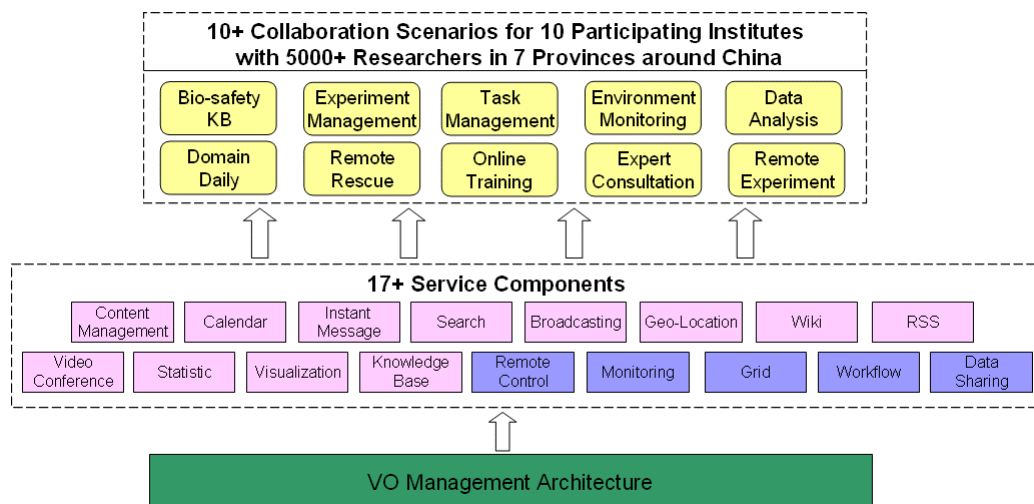 10+ Collaboration Scenarios for 10 Participating Institutes
with 5000+ Researchers in 7 Provinces around China
Bio-safety
KB
Experiment
Management
Task
Management
Environment
Monitoring
Data
Analysis
Domain
Daily
Remote
Rescue
Online
Training
Expert
Consultation
Remote
Experiment
17+ Service Components
Content
Management
Calendar
Instant
Message
Search
Broadcasting
Geo-Location
Wiki
RSS
Video
Conference
Statistic
Visualization
Knowledge
Base
Remote
Control
Monitoring
Grid
Workflow
Data
Sharing
VO Management Architecture